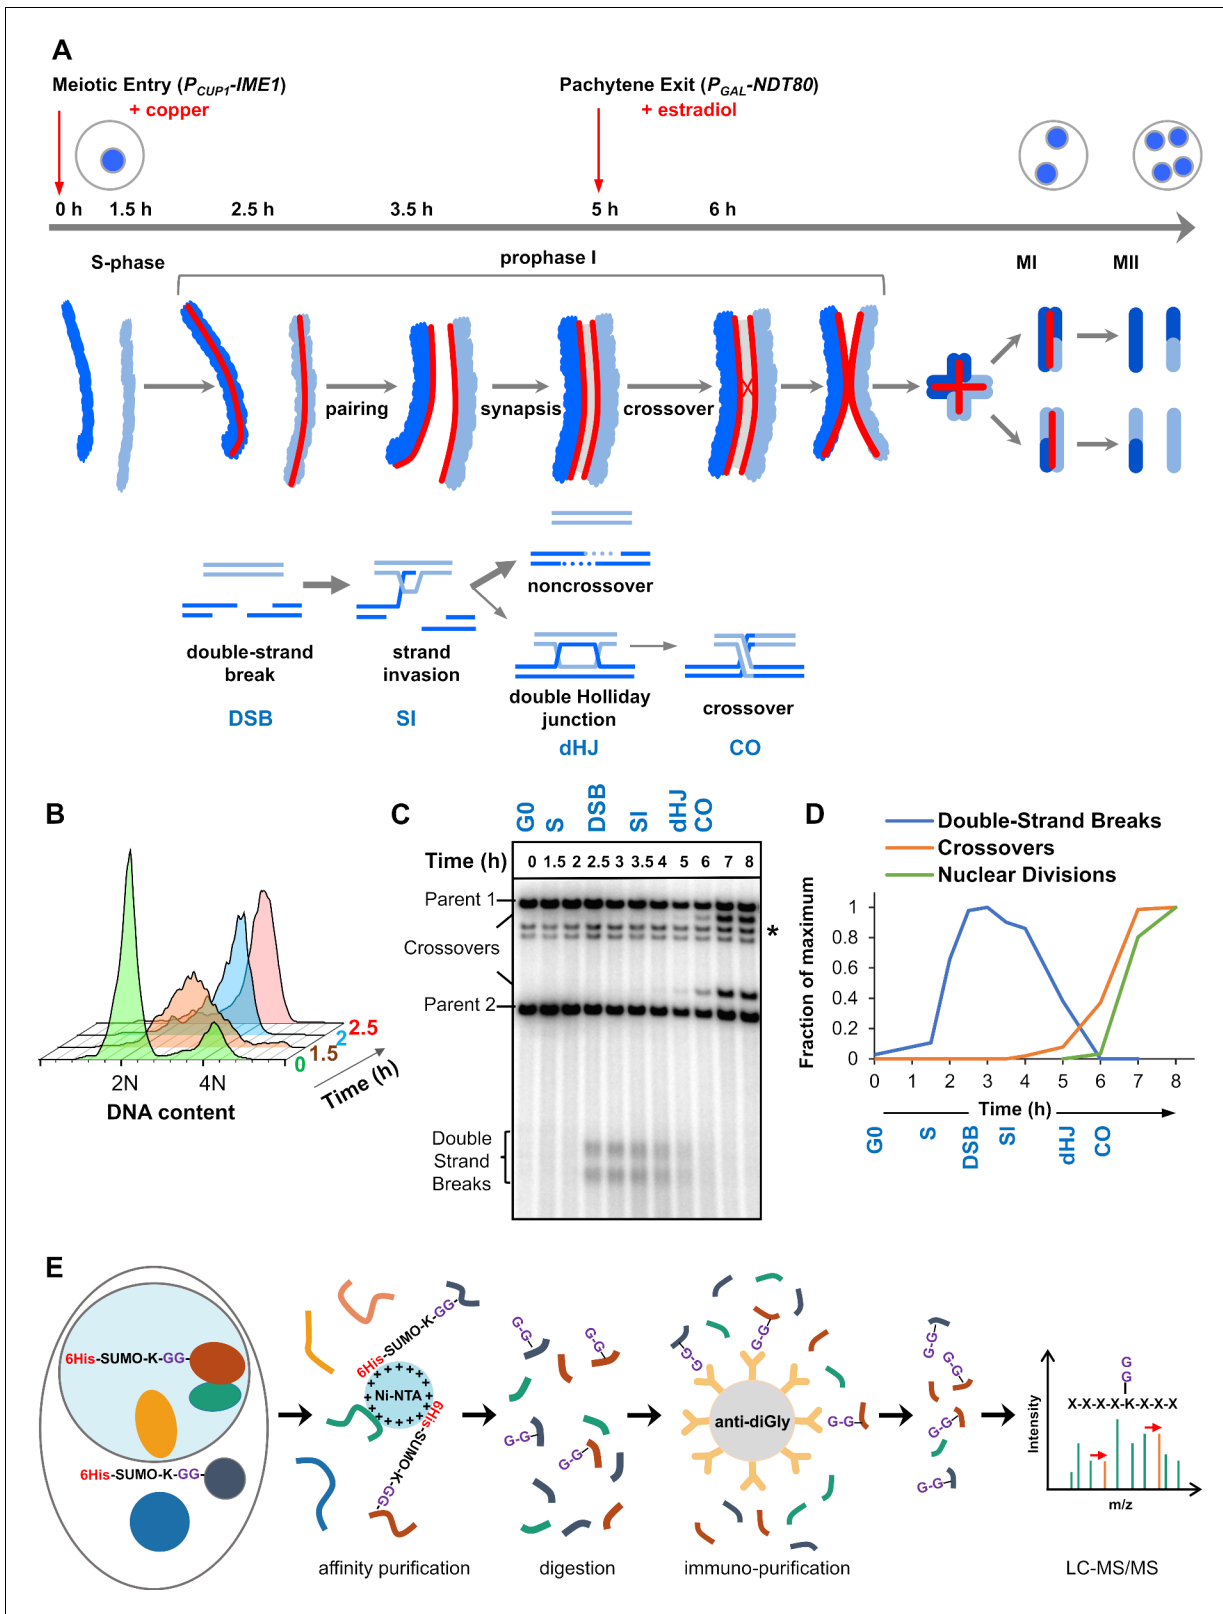 A
Meiotic Entry (P_CUP1-IME1)
+ copper
Pachytene Exit (P_GAL-NDT80)
+ estradiol
0 h 1.5 h 2.5 h 3.5 h 5 h 6 h
S-phase
prophase I
MI
MII
pairing
synapsis
crossover
double-strand
break
DSB
strand
invasion
SI
noncrossover
double Holliday
junction
dHJ
crossover
CO
B
2N
4N
DNA content
0
1.5
2
2.5
Time (h)
C
G0 S DSB SI dHJ CO
Time (h) 0 1.5 2 2.5 3 3.5 4 5 6 7 8
Parent 1
Crossovers
*
Parent 2
Double
Strand
Breaks
D
Double-Strand Breaks
Crossovers
Nuclear Divisions
Fraction of maximum
1
0.8
0.6
0.4
0.2
0
0 1 2 3 4 5 6 7 8
Time (h)
G0 S DSB SI dHJ CO
E
6His-SUMO-K-GG-
6His-SUMO-K-GG-
6His-SUMO-K-GG-
Ni-NTA
+ + + + + + + + + + + + + + + +
6His-SUMO-K-GG-
affinity purification
G-G-
G-G-
G-G-
G-G-
digestion
G-G-
G-G-
anti-diGly
G-G-
immuno-purification
G-G-
G-G-
G-G-
G-G-
G
G
X-X-X-X-K-X-X-X
Intensity
m/z
LC-MS/MS